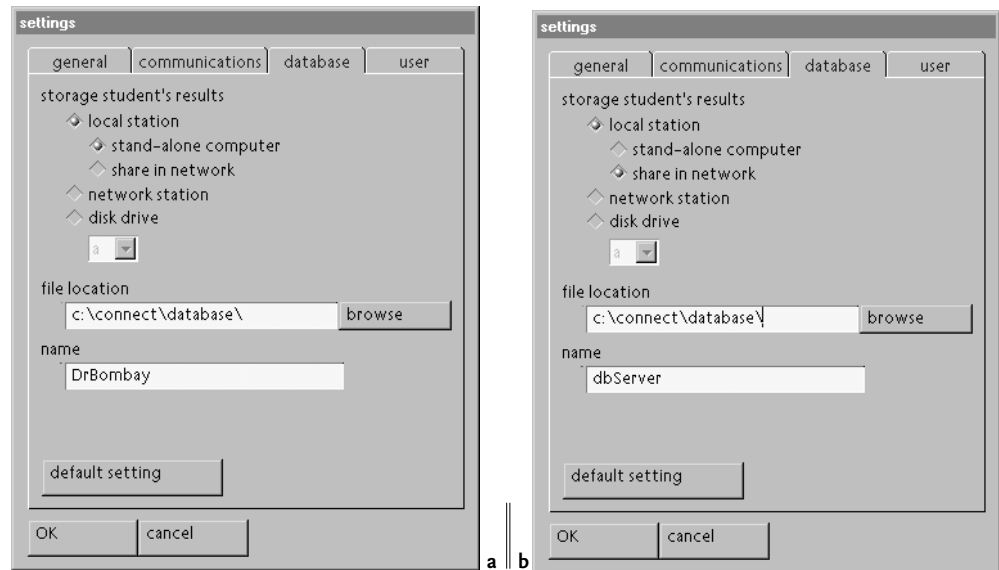 settings
general communications database user
storage student's results
local station
stand-alone computer
share in network
network station
disk drive
a
file location
c:\connect\database\ browse
name
DrBombay
default setting
OK cancel
a
settings
general communications database user
storage student's results
local station
stand-alone computer
share in network
network station
disk drive
a
file location
c:\connect\database\ browse
name
dbServer
default setting
OK cancel
b